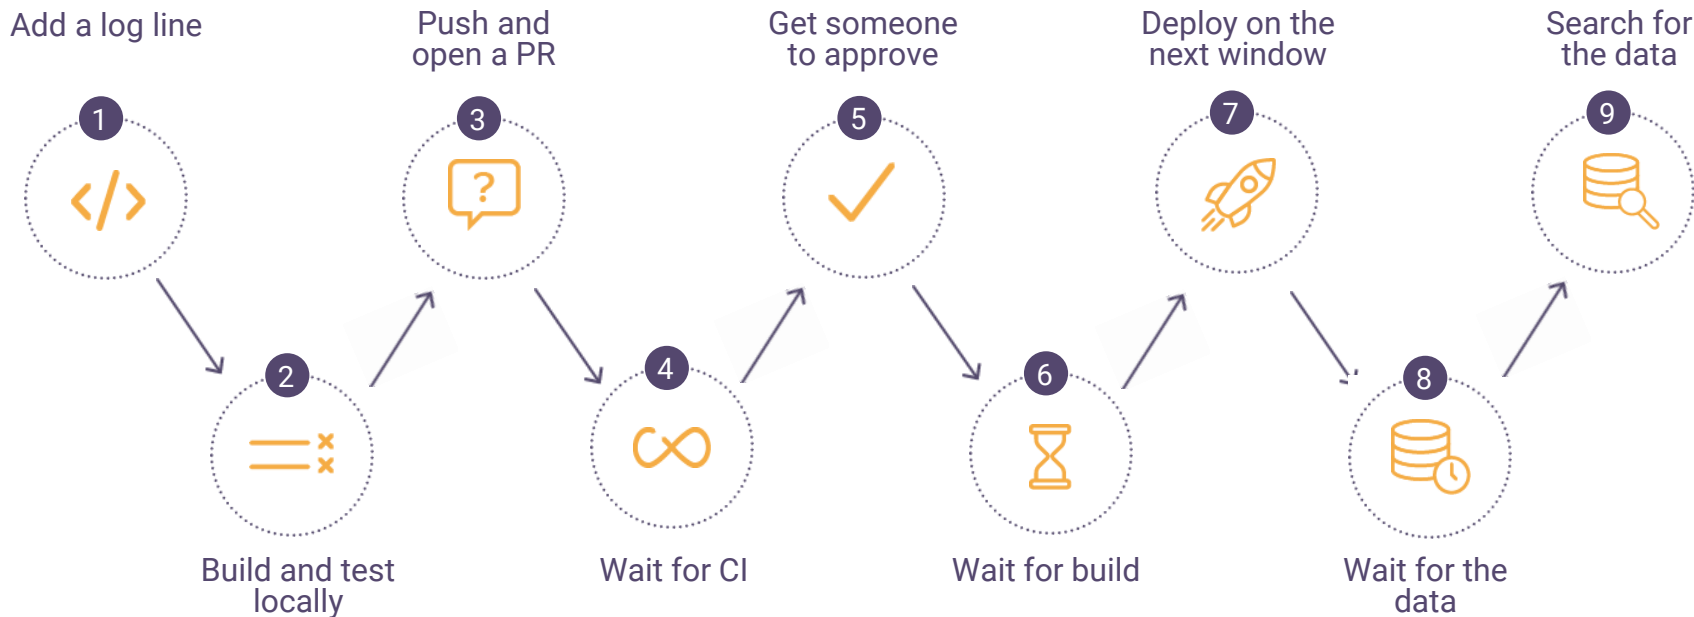 Add a log line
1
2
Build and test
locally
Push and
open a PR
3
?
4
Wait for CI
Get someone
to approve
5
6
Wait for build
Deploy on the
next window
7
8
Wait for the
data
Search for
the data
9